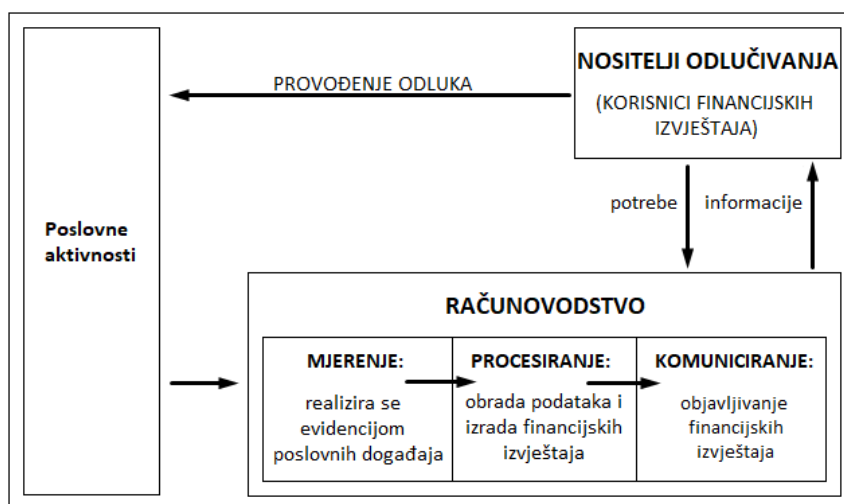 NOSITELJI ODLUČIVANJA
(KORISNICI FINANCIJSKIH
IZVJEŠTAJA)
PROVOĐENJE ODLUKA
potrebe
informacije
Poslovne
aktivnosti
RAČUNOVODSTVO
MJERENJE:
realizira se
evidencijom
poslovnih događaja
PROCESIRANJE:
obrada podataka i
izrada financijskih
izvještaja
KOMUNICIRANJE:
objavljivanje
financijskih
izvještaja